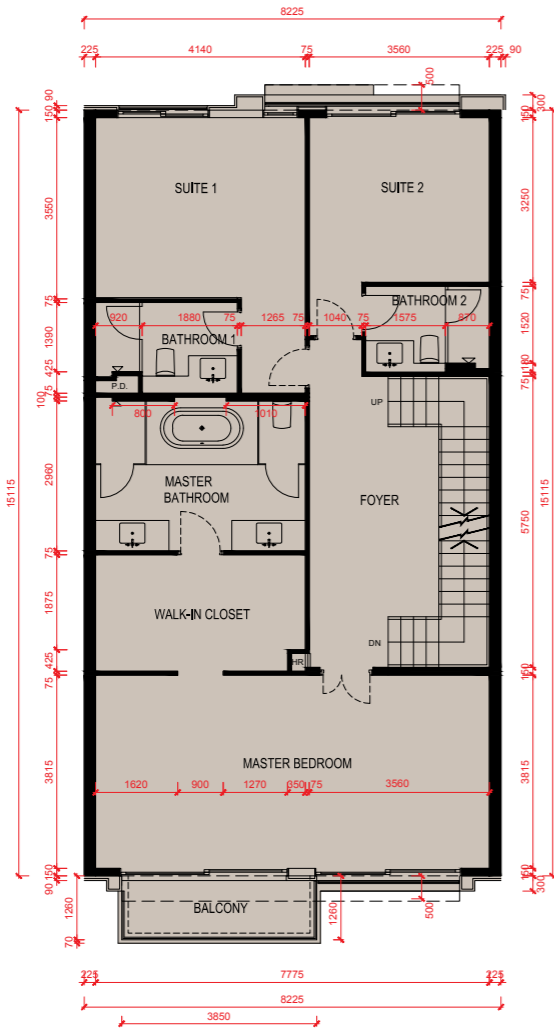 8225
225 4140 75 3560 225 90
500
150 90
150 300
SUITE 1
SUITE 2
3550
3250
75
75
BATHROOM 2
920 1880 75 1265 75 1040 75 1575 870
BATHROOM 1
1390
1520
425
180
P.D.
75
75
100
800 1010
UP
MASTER
BATHROOM
2960
FOYER
15115
15115
5750
75
WALK-IN CLOSET
1875
DN
HR
425
75
150
MASTER BEDROOM
1620 900 1270 350 75 3560
3815
3815
150
90
150
300
BALCONY
1260
1260
500
70
225 7775 225
8225
3850